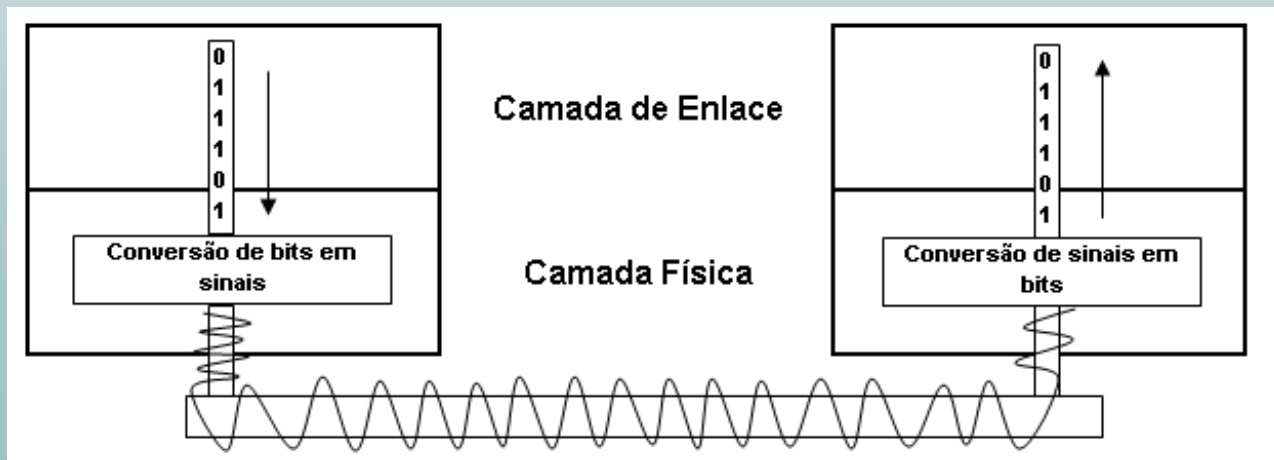 0
1
1
1
0
1
Camada de Enlace
0
1
1
1
0
1
Conversão de bits em
sinais
Camada Física
Conversão de sinais em
bits